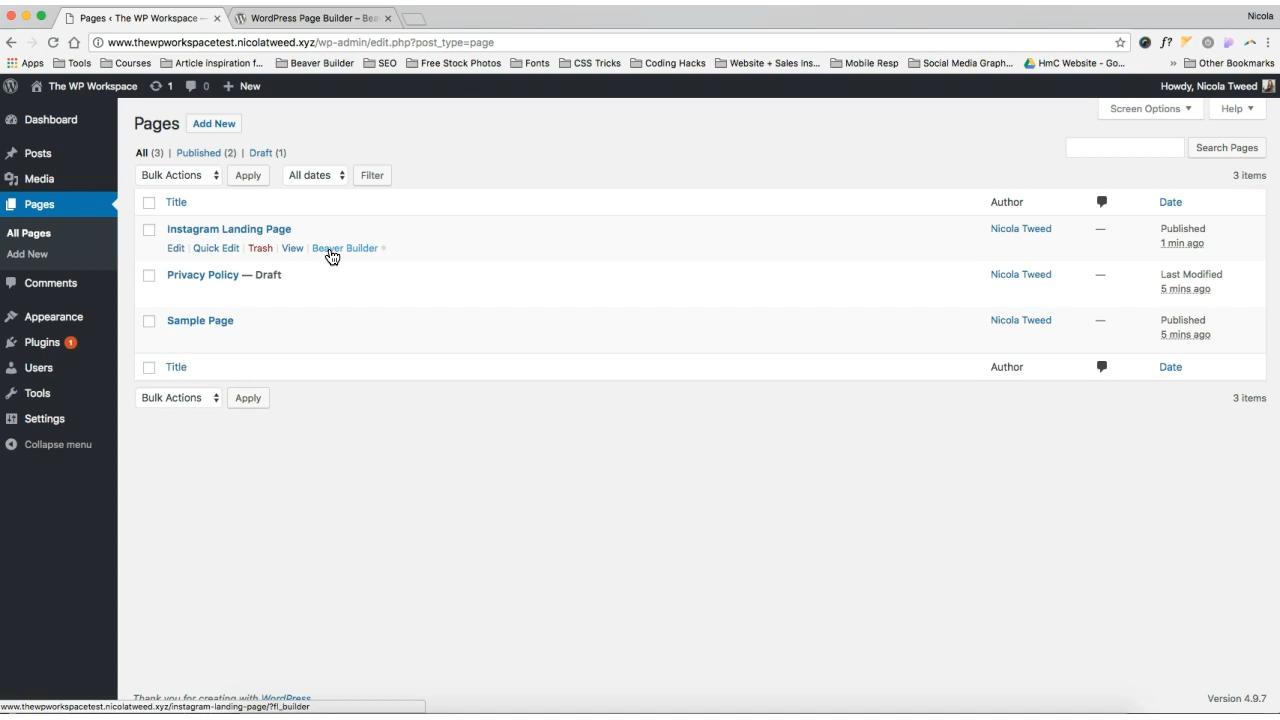 Pages ‹ The WP Workspace —
WordPress Page Builder – Bea
Nicola
www.thewpworkspacetest.nicolatweed.xyz/wp-admin/edit.php?post_type=page
f?
Apps Tools Courses Article inspiration f... Beaver Builder SEO Free Stock Photos Fonts CSS Tricks Coding Hacks Website + Sales Ins... Mobile Resp Social Media Graph... HmC Website - Go... » Other Bookmarks
The WP Workspace 1 0 + New Howdy, Nicola Tweed
Dashboard
Posts
Media
Pages
All Pages
Add New
Comments
Appearance
Plugins 1
Users
Tools
Settings
Collapse menu
Screen Options Help
Pages Add New
All (3) | Published (2) | Draft (1)
Search Pages
Bulk Actions Apply All dates Filter 3 items
Title Author Date
Instagram Landing Page Nicola Tweed — Published
Edit | Quick Edit | Trash | View | Beaver Builder 1 min ago
Privacy Policy — Draft Nicola Tweed — Last Modified
5 mins ago
Sample Page Nicola Tweed — Published
5 mins ago
Title Author Date
Bulk Actions Apply 3 items
Thank you for creating with WordPress Version 4.9.7
www.thewpworkspacetest.nicolatweed.xyz/instagram-landing-page/?fl_builder